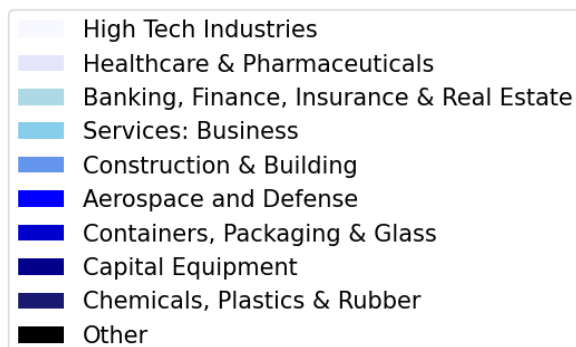 High Tech Industries
Healthcare & Pharmaceuticals
Banking, Finance, Insurance & Real Estate
Services: Business
Construction & Building
Aerospace and Defense
Containers, Packaging & Glass
Capital Equipment
Chemicals, Plastics & Rubber
Other